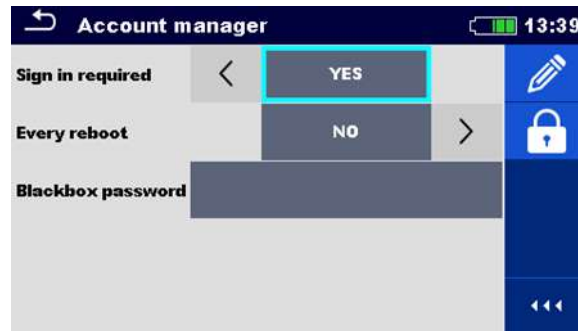 Account manager 13:39
Sign in required YES
Every reboot NO
Blackbox password